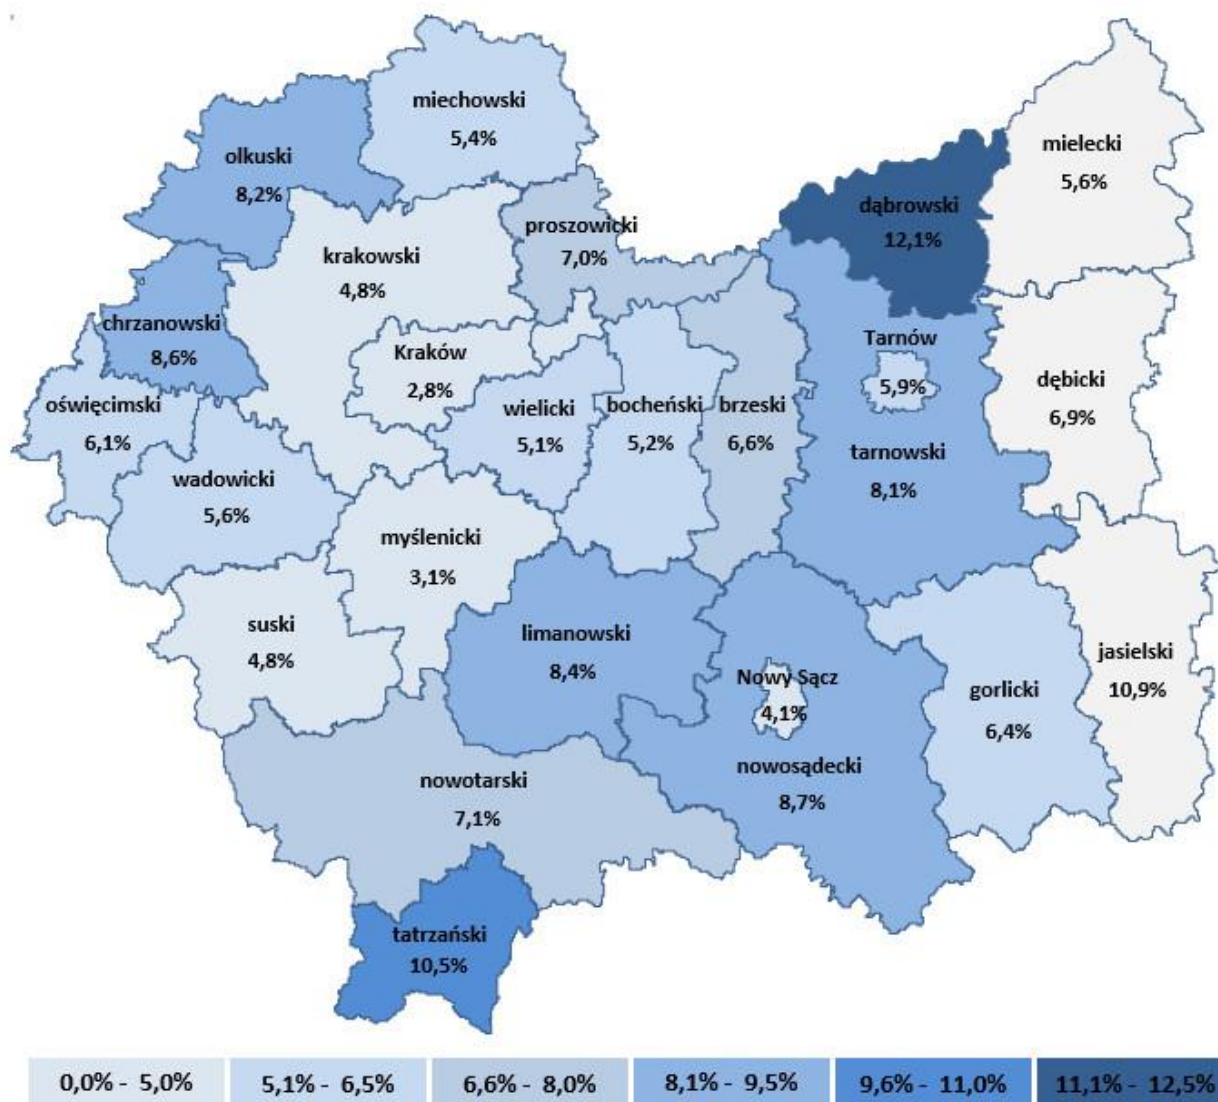 miechowski
5,4%
olkuski
8,2%
mielecki
5,6%
dąbrowski
12,1%
proszowicki
7,0%
krakowski
4,8%
chrzanowski
8,6%
Kraków
2,8%
Tarnów
5,9%
dębicki
6,9%
oświęcimski
6,1%
wielicki
5,1%
bocheński
5,2%
brzeski
6,6%
tarnowski
8,1%
wadowicki
5,6%
myślenicki
3,1%
suski
4,8%
limanowski
8,4%
Nowy Sącz
4,1%
gorlicki
6,4%
jasielski
10,9%
nowosądecki
8,7%
nowotarski
7,1%
tatrzański
10,5%
0,0% - 5,0% 5,1% - 6,5% 6,6% - 8,0% 8,1% - 9,5% 9,6% - 11,0% 11,1% - 12,5%